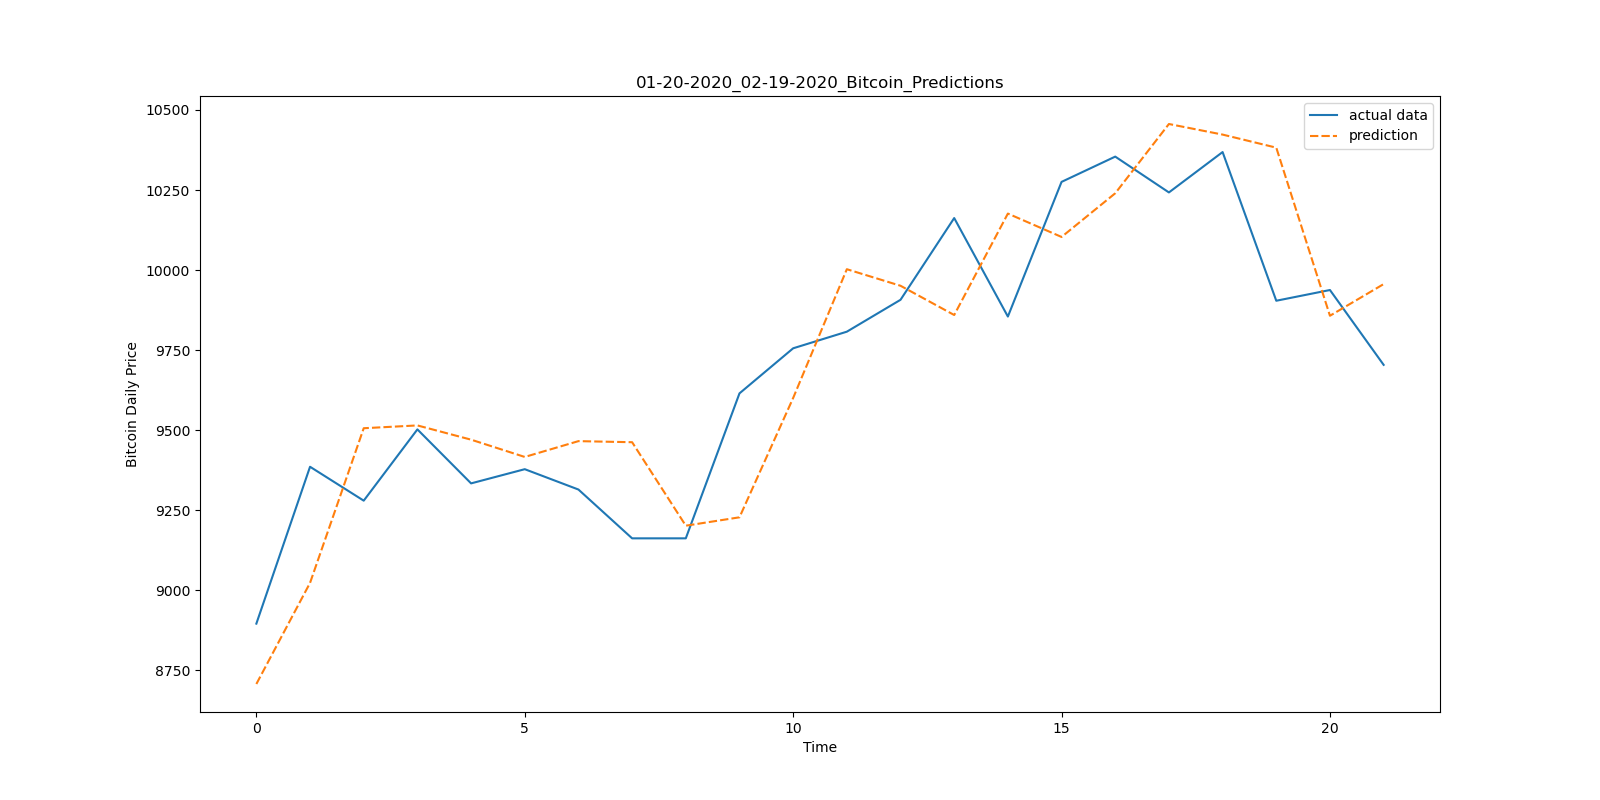 01-20-2020_02-19-2020_Bitcoin_Predictions
actual data
prediction
10500
10250
10000
9750
9500
9250
9000
8750
Bitcoin Daily Price
0 5 10 15 20
Time